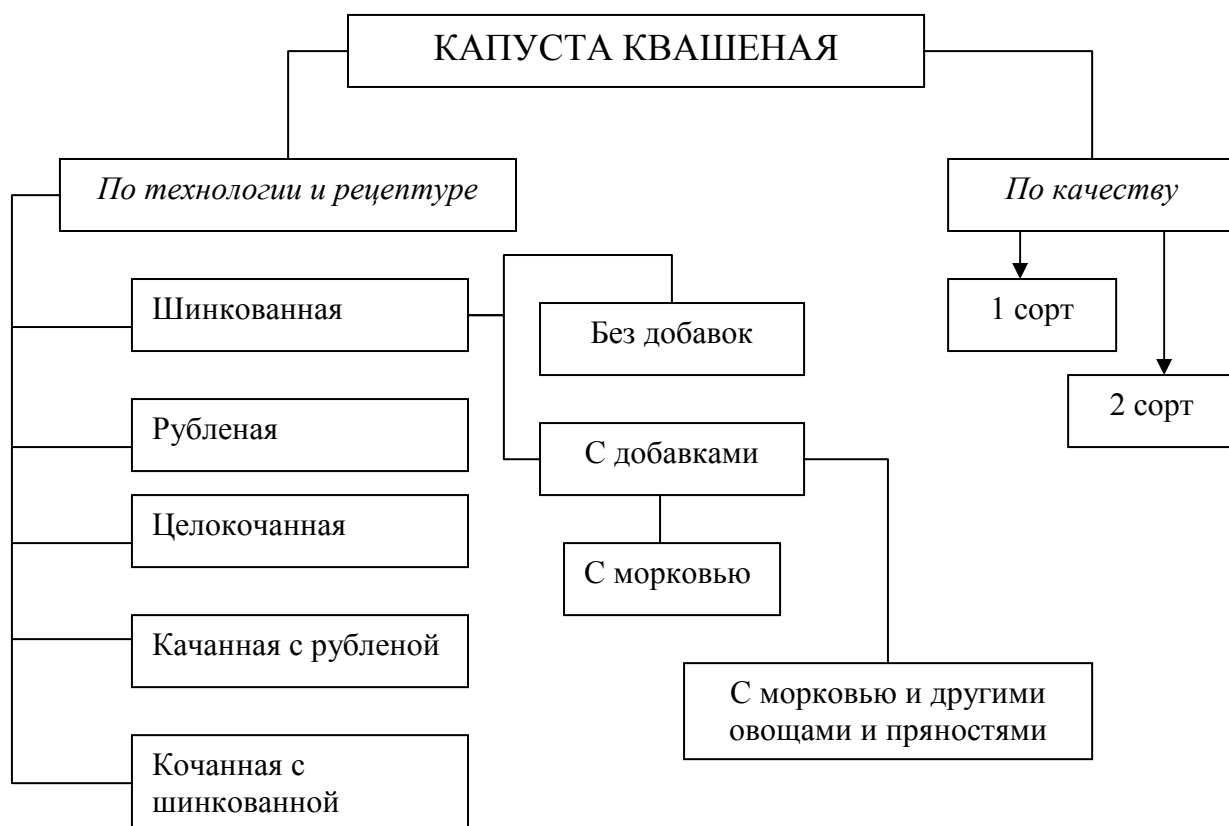 КАПУСТА КВАШЕНАЯ
По технологии и рецептуре
По качеству
Шинкованная
Без добавок
1 сорт
2 сорт
Рубленая
С добавками
Целокочанная
С морковью
Качанная с рубленой
С морковью и другими
овощами и пряностями
Кочанная с
шинкованной